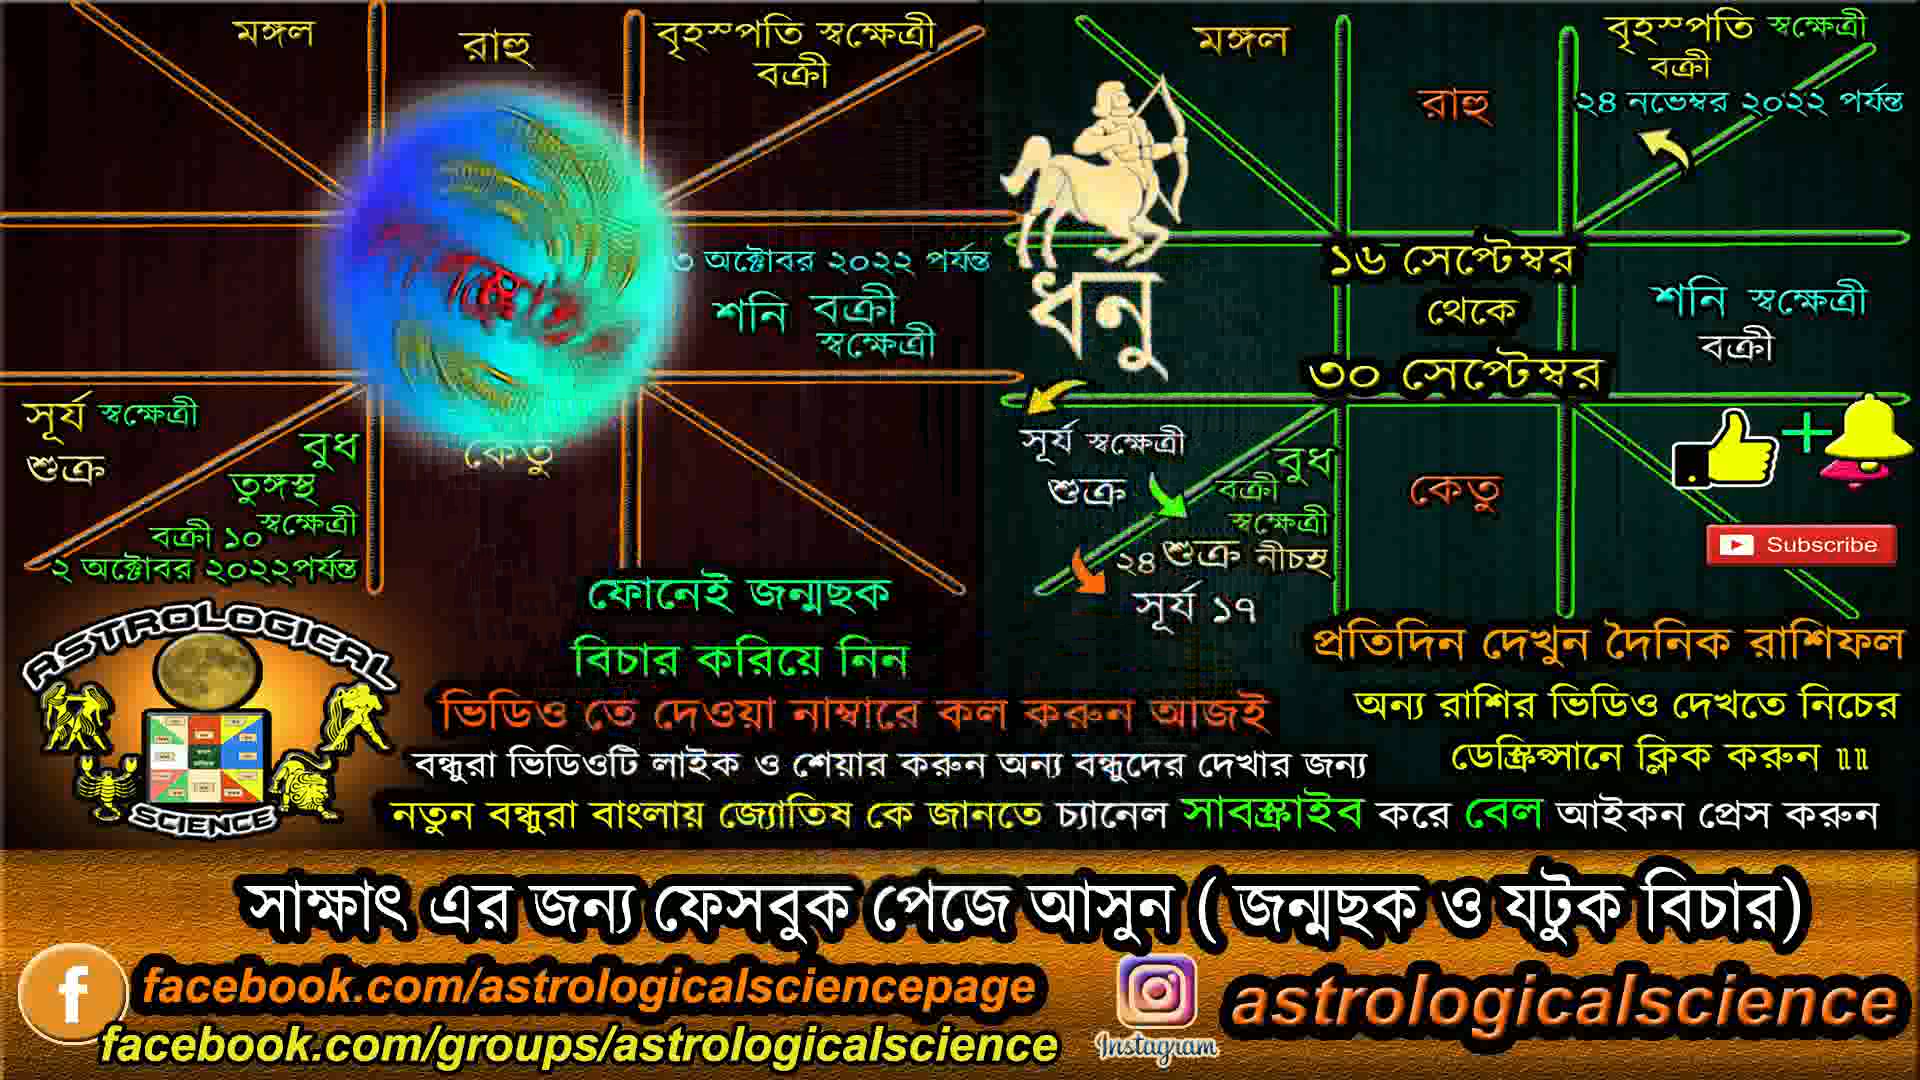 মঙ্গল
রাহু
বৃহস্পতি স্বক্ষেত্রী
বক্রী
অক্টোবর ২০২২ পর্যন্ত
শনি বক্রী
স্বক্ষেত্রী
সূর্য স্বক্ষেত্রী
শুক্র
বুধ
তুঙ্গস্থ
স্বক্ষেত্রী
বক্রী ১০
২ অক্টোবর ২০২২পর্যন্ত
কেতু
মঙ্গল
রাহু
বৃহস্পতি স্বক্ষেত্রী
বক্রী
২৪ নভেম্বর ২০২২ পর্যন্ত
ধনু
১৬ সেপ্টেম্বর
থেকে
৩০ সেপ্টেম্বর
শনি স্বক্ষেত্রী
বক্রী
সূর্য স্বক্ষেত্রী
শুক্র
বুধ
বক্রী
স্বক্ষেত্রী
২৪ শুক্র নীচস্থ
সূর্য ১৭
কেতু
Subscribe
ফোনেই জন্মছক
বিচার করিয়ে নিন
ভিডিও তে দেওয়া নাম্বারে কল করুন আজই
প্রতিদিন দেখুন দৈনিক রাশিফল
অন্য রাশির ভিডিও দেখতে নিচের
ডেস্ক্রিপ্সানে ক্লিক করুন ॥॥
বন্ধুরা ভিডিওটি লাইক ও শেয়ার করুন অন্য বন্ধুদের দেখার জন্য
নতুন বন্ধুরা বাংলায় জ্যোতিষ কে জানতে চ্যানেল সাবস্ক্রাইব করে বেল আইকন প্রেস করুন
ASTROLOGICAL
SCIENCE
সাক্ষাৎ এর জন্য ফেসবুক পেজে আসুন ( জন্মছক ও যটুক বিচার)
facebook.com/astrologicalsciencepage
facebook.com/groups/astrologicalscience
Instagram
astrologicalscience